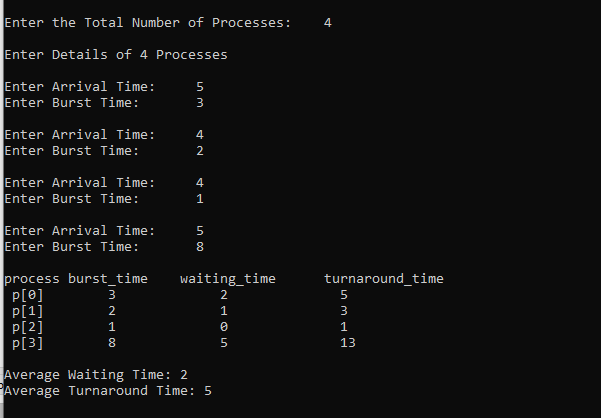 Enter the Total Number of Processes:    4
Enter Details of 4 Processes
Enter Arrival Time:     5
Enter Burst Time:       3
Enter Arrival Time:     4
Enter Burst Time:       2
Enter Arrival Time:     4
Enter Burst Time:       1
Enter Arrival Time:     5
Enter Burst Time:       8
process burst_time    waiting_time      turnaround_time
p[0]        3             2              5
p[1]        2             1              3
p[2]        1             0              1
p[3]        8             5              13
Average Waiting Time: 2
Average Turnaround Time: 5